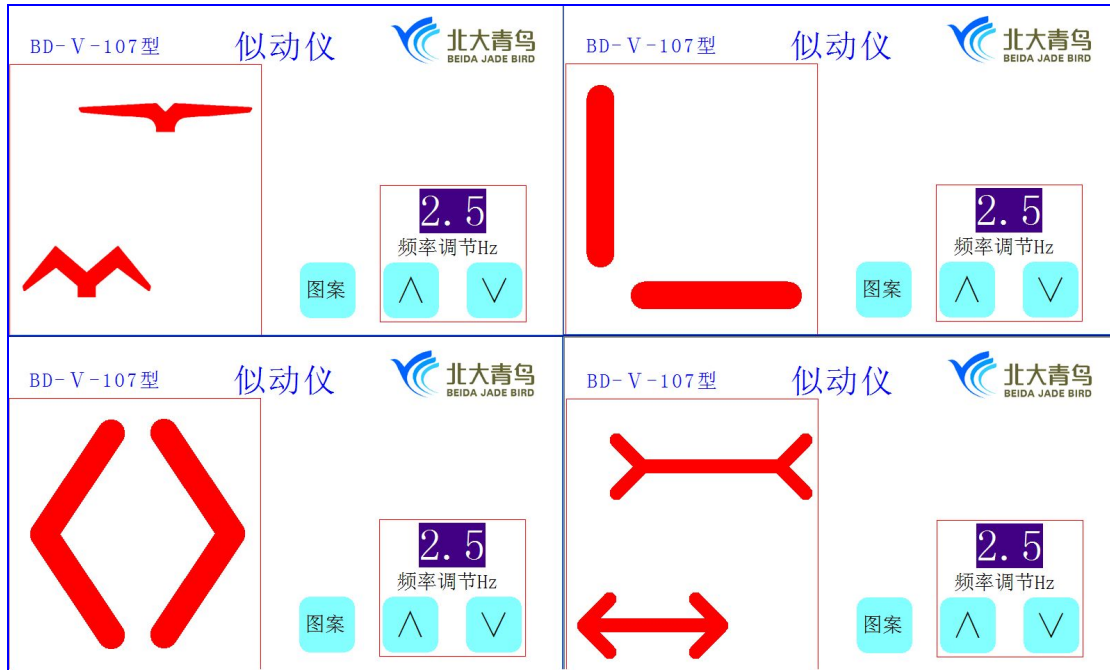 BD-Ⅴ-107型 似动仪 北大青鸟
BEIDA JADE BIRD
2.5
频率调节Hz
图案 ∧ ∨
BD-Ⅴ-107型 似动仪 北大青鸟
BEIDA JADE BIRD
2.5
频率调节Hz
图案 ∧ ∨
BD-Ⅴ-107型 似动仪 北大青鸟
BEIDA JADE BIRD
2.5
频率调节Hz
图案 ∧ ∨
BD-Ⅴ-107型 似动仪 北大青鸟
BEIDA JADE BIRD
2.5
频率调节Hz
图案 ∧ ∨